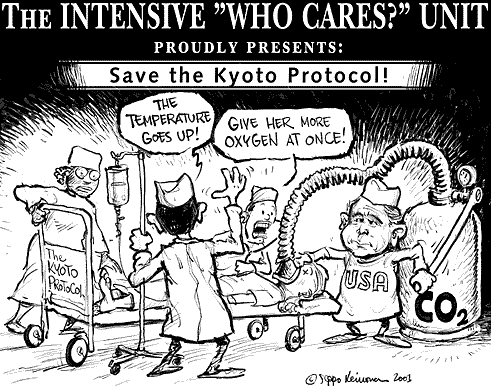 THE INTENSIVE "WHO CARES?" UNIT
PROUDLY PRESENTS:
Save the Kyoto Protocol!
THE
TEMPERATURE
GOES UP!
GIVE HER MORE
OXYGEN AT ONCE!
The
KYOTO
PROTOCOL
USA
CO2
© Seppo Leinonen 2001